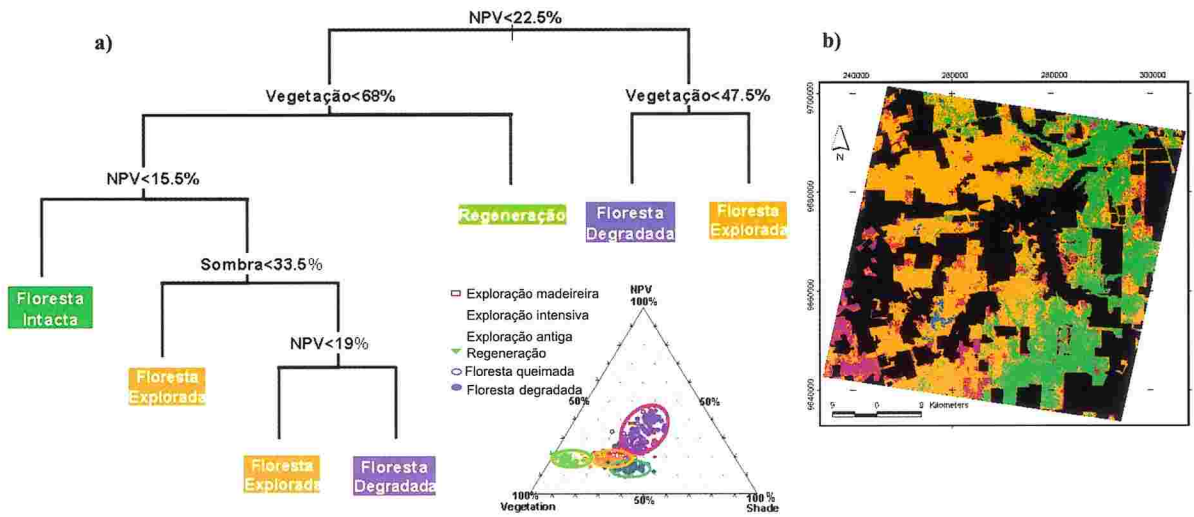 a)
NPV<22.5%
Vegetação<68%
Vegetação<47.5%
NPV<15.5%
Regeneração
Floresta
Degradada
Floresta
Explorada
Floresta
Intacta
Sombra<33.5%
Floresta
Explorada
NPV<19%
Floresta
Explorada
Floresta
Degradada
Exploração madeireira
Exploração intensiva
Exploração antiga
Regeneração
Floresta queimada
Floresta degradada
NPV
100%
50%
50%
100%
Vegetation
50%
100%
Shade
b)
240000
260000
280000
300000
9700000
9680000
9660000
9640000
N
9 0 9 Kilometers